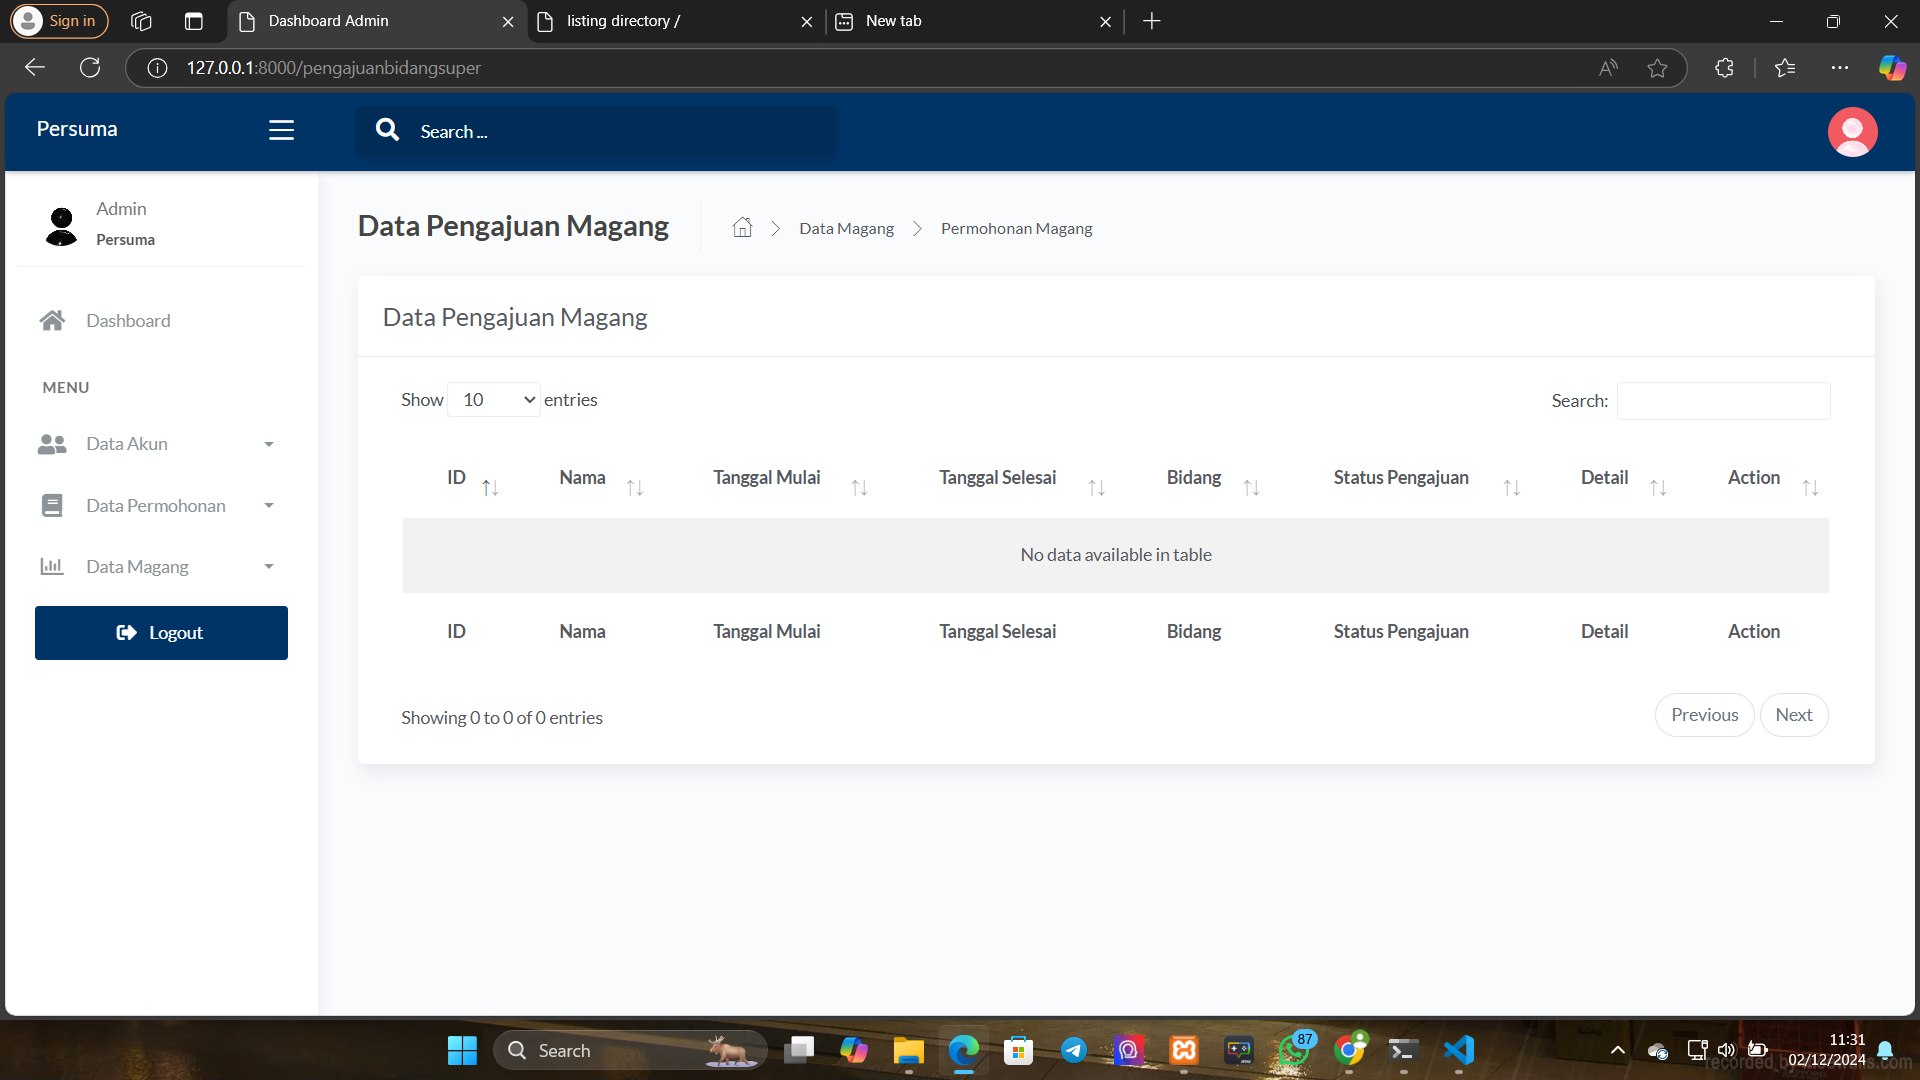 Sign in
Dashboard Admin
listing directory /
New tab
127.0.0.1:8000/pengajuanbidangsuper
Persuma
Search ...
Admin
Persuma
Dashboard
MENU
Data Akun
Data Permohonan
Data Magang
Logout
Data Pengajuan Magang
Data Magang
Permohonan Magang
Data Pengajuan Magang
Show 10 entries
Search:
ID Nama Tanggal Mulai Tanggal Selesai Bidang Status Pengajuan Detail Action
No data available in table
ID Nama Tanggal Mulai Tanggal Selesai Bidang Status Pengajuan Detail Action
Showing 0 to 0 of 0 entries
Previous Next
Search
87
11:31
02/12/2024